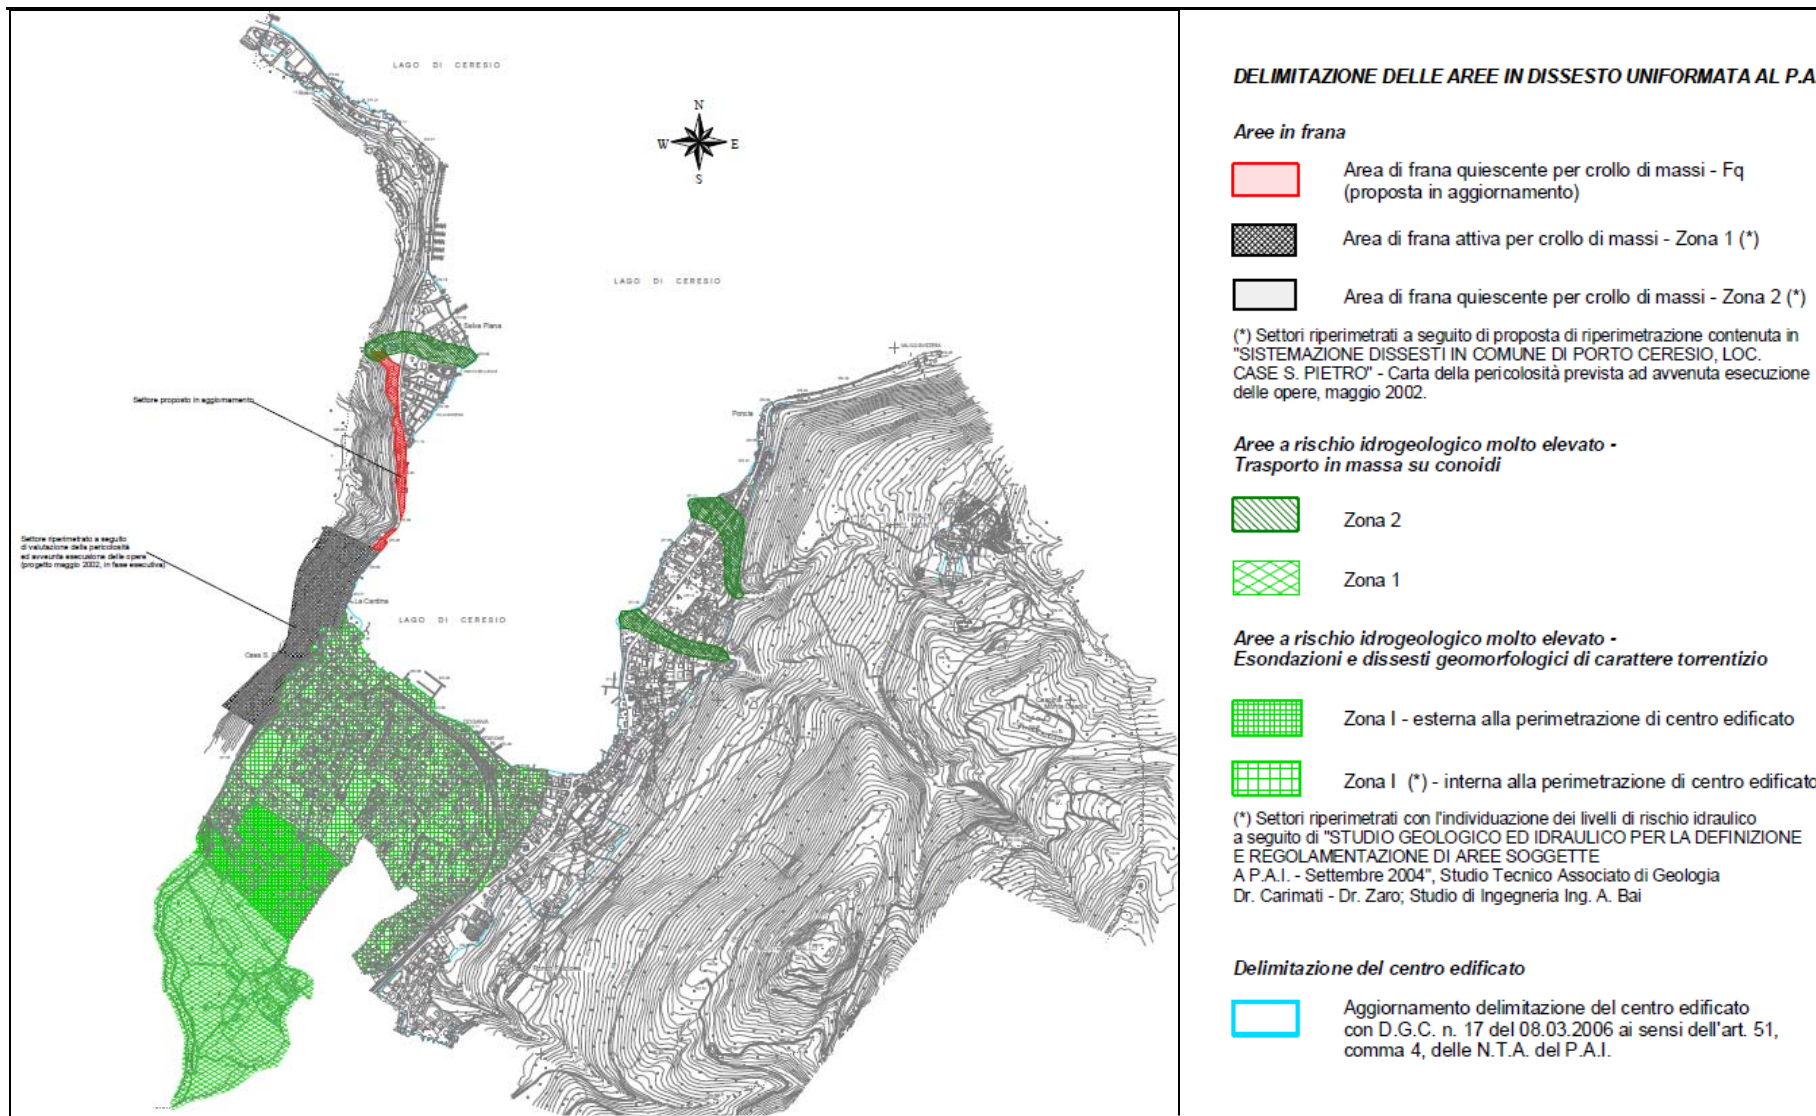 LAGO DI CERESIO
N
W E
S
LAGO DI CERESIO
Selva Piana
Settore proposto in aggiornamento
Porcia
Settore riperimetrato a seguito
di valutazione della pericolosità
ed avvenuta esecuzione delle opere
(progetto maggio 2002, in fase esecutiva)
La Cantine
LAGO DI CERESIO
Case S.
DELIMITAZIONE DELLE AREE IN DISSESTO UNIFORMATA AL P.A.
Aree in frana
Area di frana quiescente per crollo di massi - Fq
(proposta in aggiornamento)
Area di frana attiva per crollo di massi - Zona 1 (*)
Area di frana quiescente per crollo di massi - Zona 2 (*)
(*) Settori riperimetrati a seguito di proposta di riperimetrazione contenuta in
"SISTEMAZIONE DISSESTI IN COMUNE DI PORTO CERESIO, LOC.
CASE S. PIETRO" - Carta della pericolosità prevista ad avvenuta esecuzione
delle opere, maggio 2002.
Aree a rischio idrogeologico molto elevato -
Trasporto in massa su conoidi
Zona 2
Zona 1
Aree a rischio idrogeologico molto elevato -
Esondazioni e dissesti geomorfologici di carattere torrentizio
Zona I - esterna alla perimetrazione di centro edificato
Zona I (*) - interna alla perimetrazione di centro edificato
(*) Settori riperimetrati con l'individuazione dei livelli di rischio idraulico
a seguito di "STUDIO GEOLOGICO ED IDRAULICO PER LA DEFINIZIONE
E REGOLAMENTAZIONE DI AREE SOGGETTE
A P.A.I. - Settembre 2004", Studio Tecnico Associato di Geologia
Dr. Carimati - Dr. Zaro; Studio di Ingegneria Ing. A. Bai
Delimitazione del centro edificato
Aggiornamento delimitazione del centro edificato
con D.G.C. n. 17 del 08.03.2006 ai sensi dell'art. 51,
comma 4, delle N.T.A. del P.A.I.